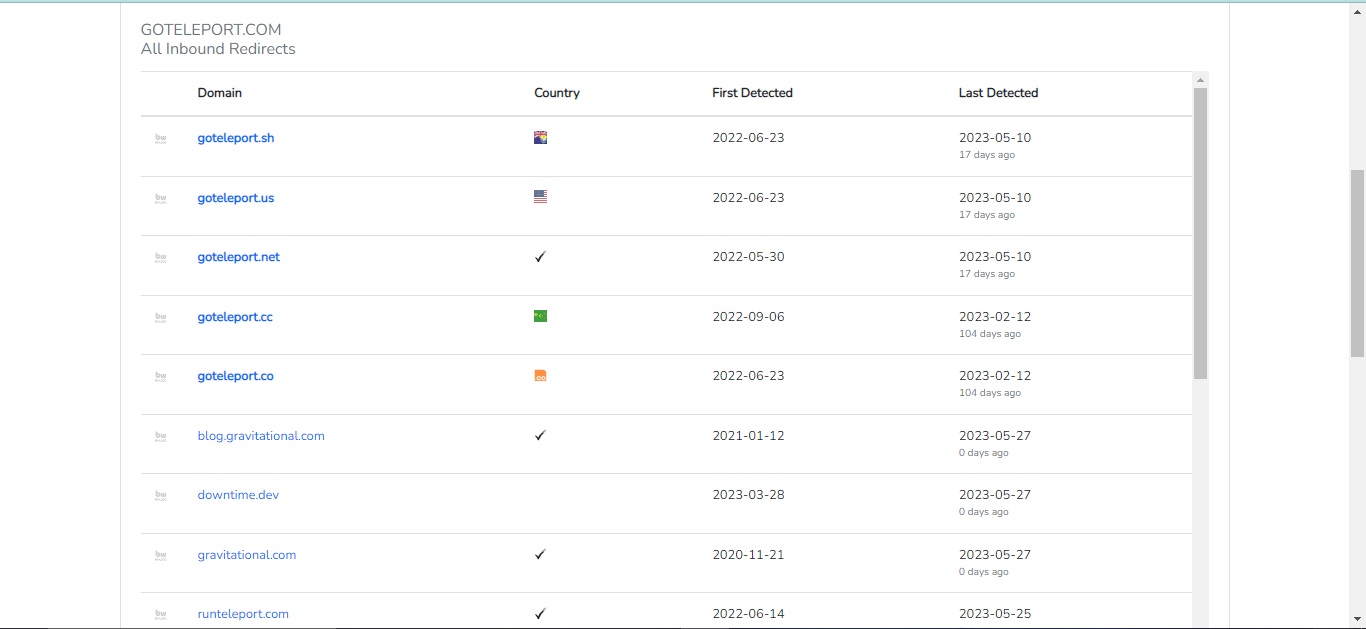 GOTELEPORT.COM
All Inbound Redirects
Domain Country First Detected Last Detected
goteleport.sh 2022-06-23 2023-05-10
17 days ago
goteleport.us 2022-06-23 2023-05-10
17 days ago
goteleport.net ✓ 2022-05-30 2023-05-10
17 days ago
goteleport.cc 2022-09-06 2023-02-12
104 days ago
goteleport.co 2022-06-23 2023-02-12
104 days ago
blog.gravitational.com ✓ 2021-01-12 2023-05-27
0 days ago
downtime.dev 2023-03-28 2023-05-27
0 days ago
gravitational.com ✓ 2020-11-21 2023-05-27
0 days ago
runteleport.com ✓ 2022-06-14 2023-05-25